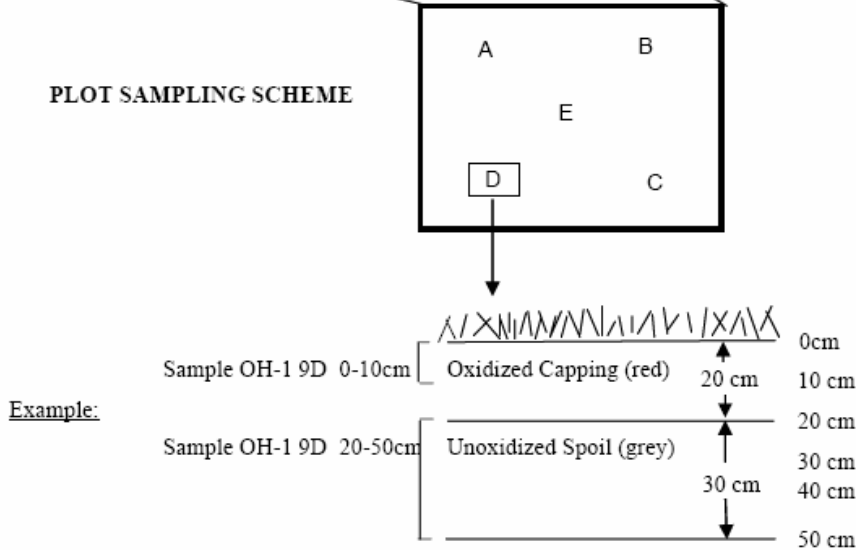 A B
PLOT SAMPLING SCHEME
E
D C
0cm
Sample OH-1 9D 0-10cm Oxidized Capping (red) 20 cm 10 cm
Example:
20 cm
Sample OH-1 9D 20-50cm Unoxidized Spoil (grey)
30 cm
30 cm 40 cm
50 cm